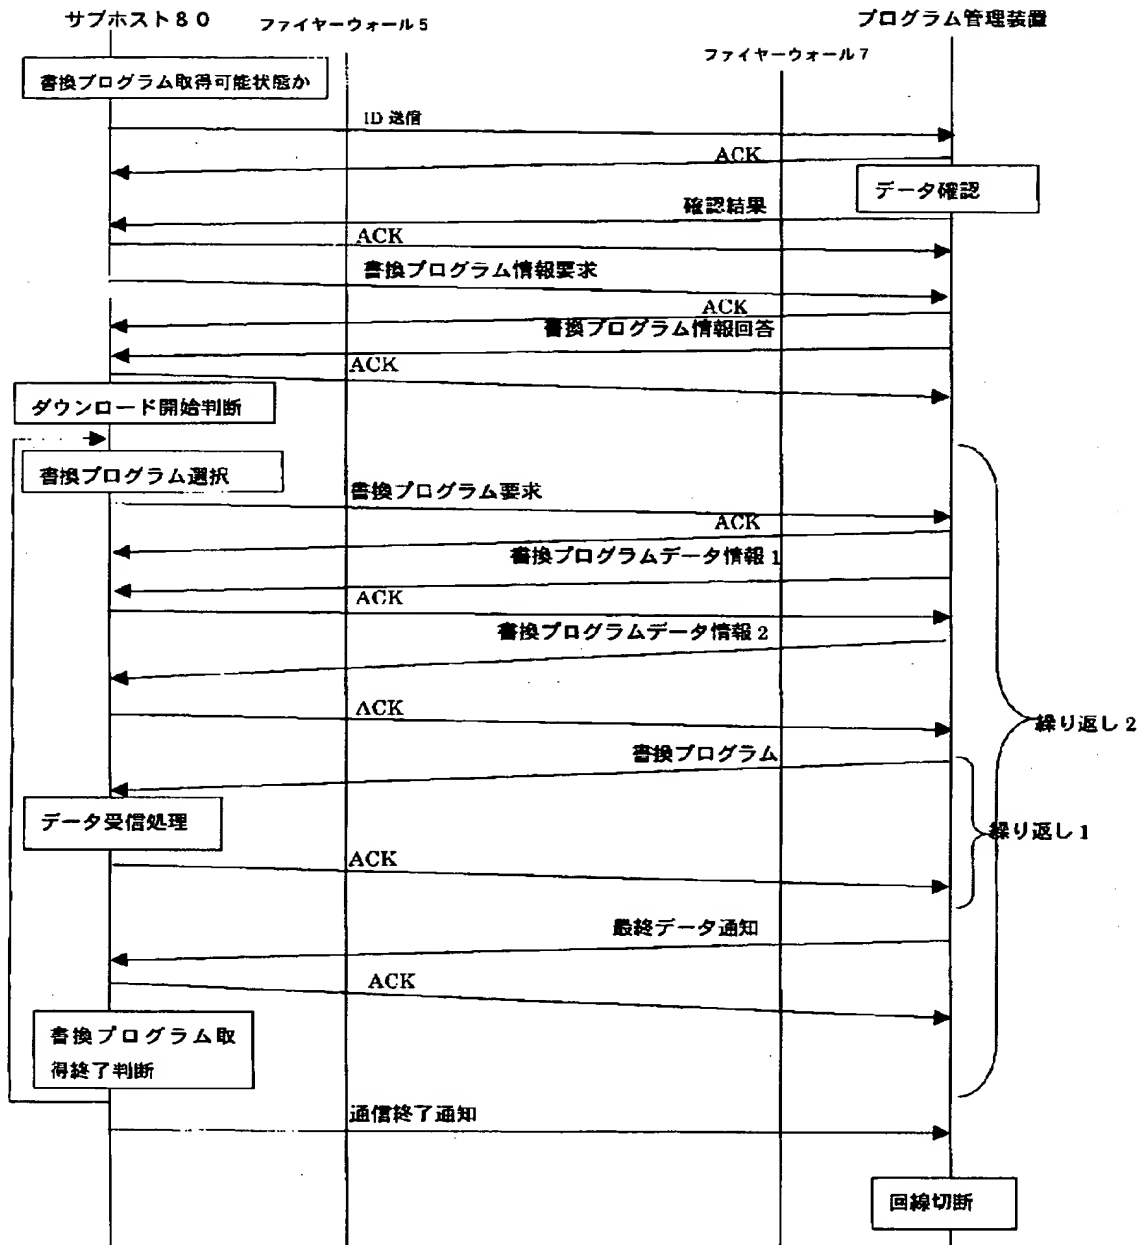 サブホスト80
ファイヤーウォール5
プログラム管理装置
ファイヤーウォール7
書換プログラム取得可能状態か
ID 送信
ACK
データ確認
確認結果
ACK
書換プログラム情報要求
ACK
書換プログラム情報回答
ACK
ダウンロード開始判断
書換プログラム選択
書換プログラム要求
ACK
書換プログラムデータ情報1
ACK
書換プログラムデータ情報2
ACK
繰り返し2
書換プログラム
データ受信処理
繰り返し1
ACK
最終データ通知
ACK
書換プログラム取
得終了判断
通信終了通知
回線切断